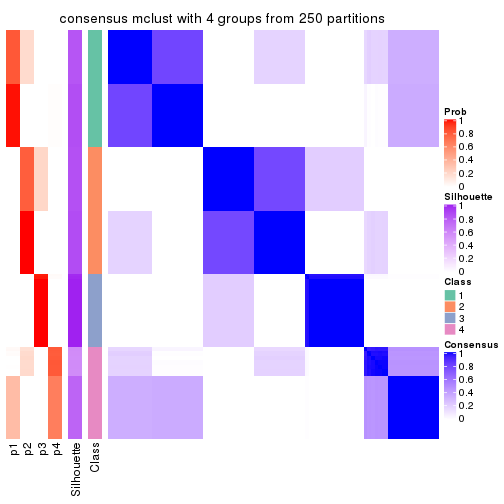 consensus mclust with 4 groups from 250 partitions
Prob
1
0.8
0.6
0.4
0.2
0
Silhouette
1
0.8
0.6
0.4
0.2
0
Class
1
2
3
4
Consensus
1
0.8
0.6
0.4
0.2
0
p1
p2
p3
p4
Silhouette
Class